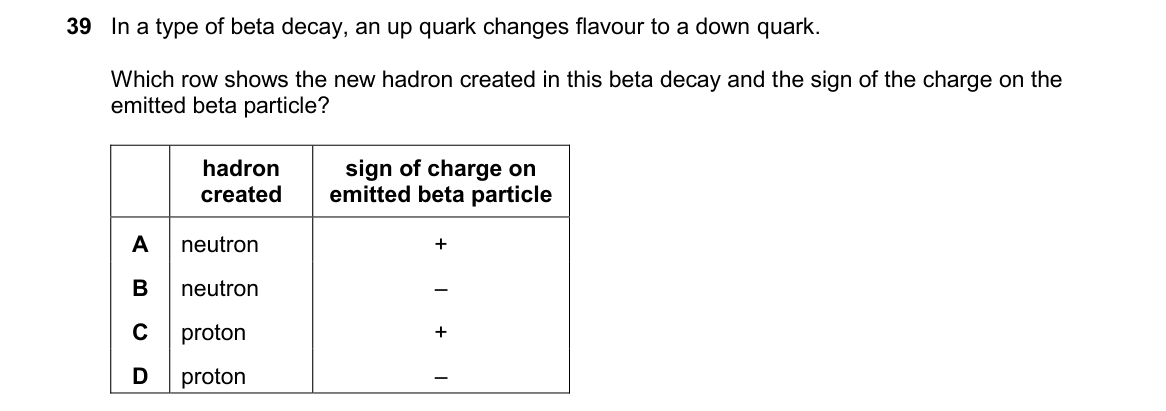 39 In a type of beta decay, an up quark changes flavour to a down quark.
Which row shows the new hadron created in this beta decay and the sign of the charge on the
emitted beta particle?
hadron created sign of charge on emitted beta particle
A neutron +
B neutron –
C proton +
D proton –